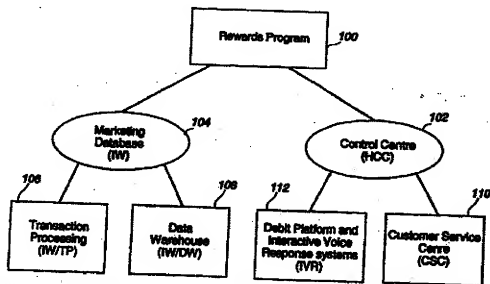 Rewards Program
100
Marketing
Database
(IW)
104
Control Centre
(HCC)
102
106
Transaction
Processing
(IW/TP)
108
Data
Warehouse
(IW/DW)
112
Debit Platform and
Interactive Voice
Response systems
(IVR)
110
Customer Service
Cenre
(CSC)